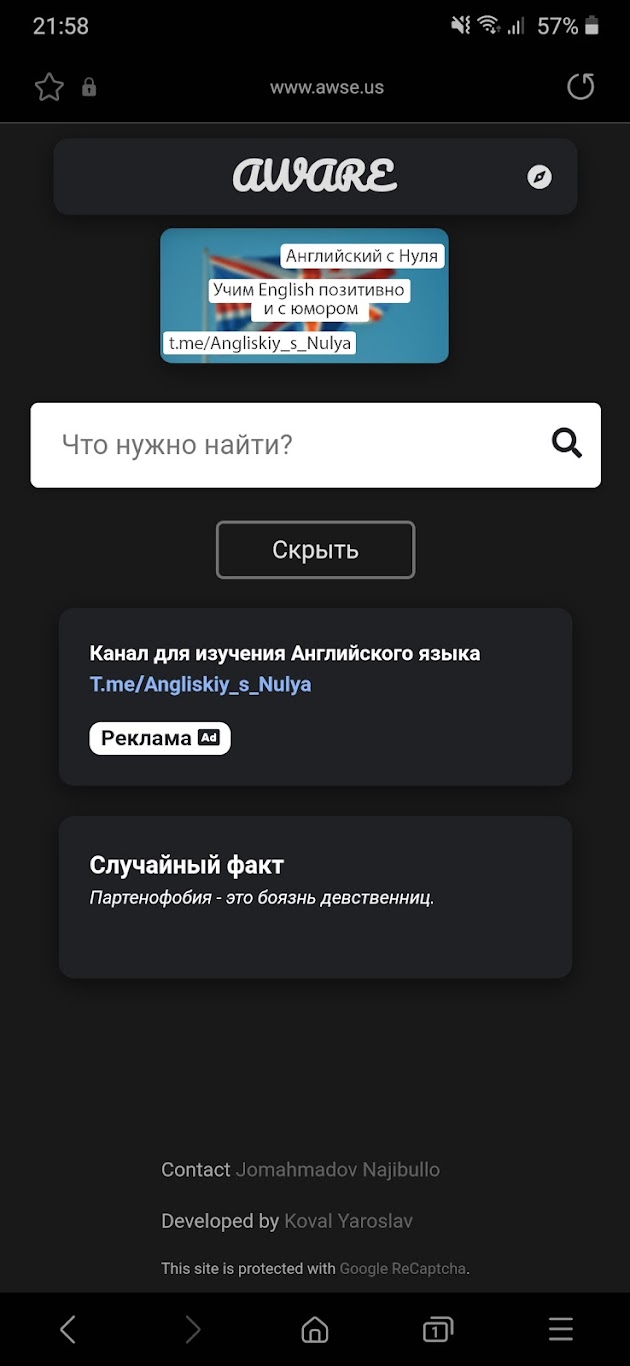 21:58
57%
www.awse.us
AWARE
Английский с Нуля
Учим English позитивно
и с юмором
t.me/Angliskiy_s_Nulya
Что нужно найти?
Скрыть
Канал для изучения Английского языка
T.me/Angliskiy_s_Nulya
Реклама Ad
Случайный факт
Партенофобия - это боязнь девственниц.
Contact Jomahmadov Najibullo
Developed by Koval Yaroslav
This site is protected with Google ReCaptcha.
1